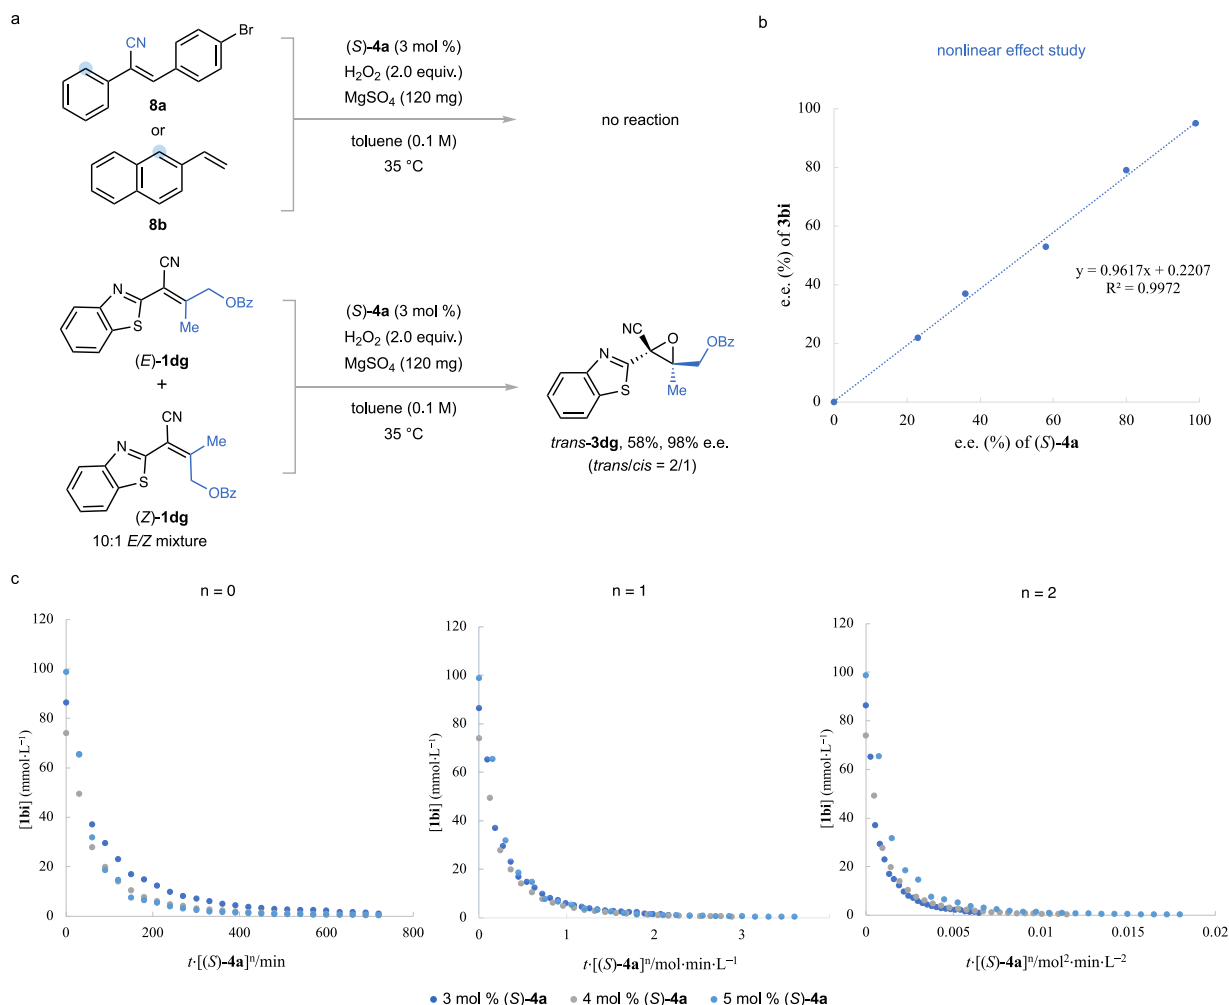 a
CN
Br
8a
or
8b
(S)-4a (3 mol %)
H₂O₂ (2.0 equiv.)
MgSO₄ (120 mg)
toluene (0.1 M)
35 °C
no reaction
CN
N
S
OBz
Me
(E)-1dg
+
CN
Me
N
S
OBz
(Z)-1dg
10:1 E/Z mixture
(S)-4a (3 mol %)
H₂O₂ (2.0 equiv.)
MgSO₄ (120 mg)
toluene (0.1 M)
35 °C
NC
O
OBz
N
S
Me
trans-3dg, 58%, 98% e.e.
(trans/cis = 2/1)
b
nonlinear effect study
e.e. (%) of 3bi
100
80
60
40
20
0
y = 0.9617x + 0.2207
R² = 0.9972
0 20 40 60 80 100
e.e. (%) of (S)-4a
c
n = 0
[1bi] (mmol·L⁻¹)
120
100
80
60
40
20
0
0 200 400 600 800
t·[(S)-4a]ⁿ/min
n = 1
[1bi] (mmol·L⁻¹)
120
100
80
60
40
20
0
0 1 2 3
t·[(S)-4a]ⁿ/mol·min·L⁻¹
n = 2
[1bi] (mmol·L⁻¹)
120
100
80
60
40
20
0
0 0.005 0.01 0.015 0.02
t·[(S)-4a]ⁿ/mol²·min·L⁻²
3 mol % (S)-4a 4 mol % (S)-4a 5 mol % (S)-4a